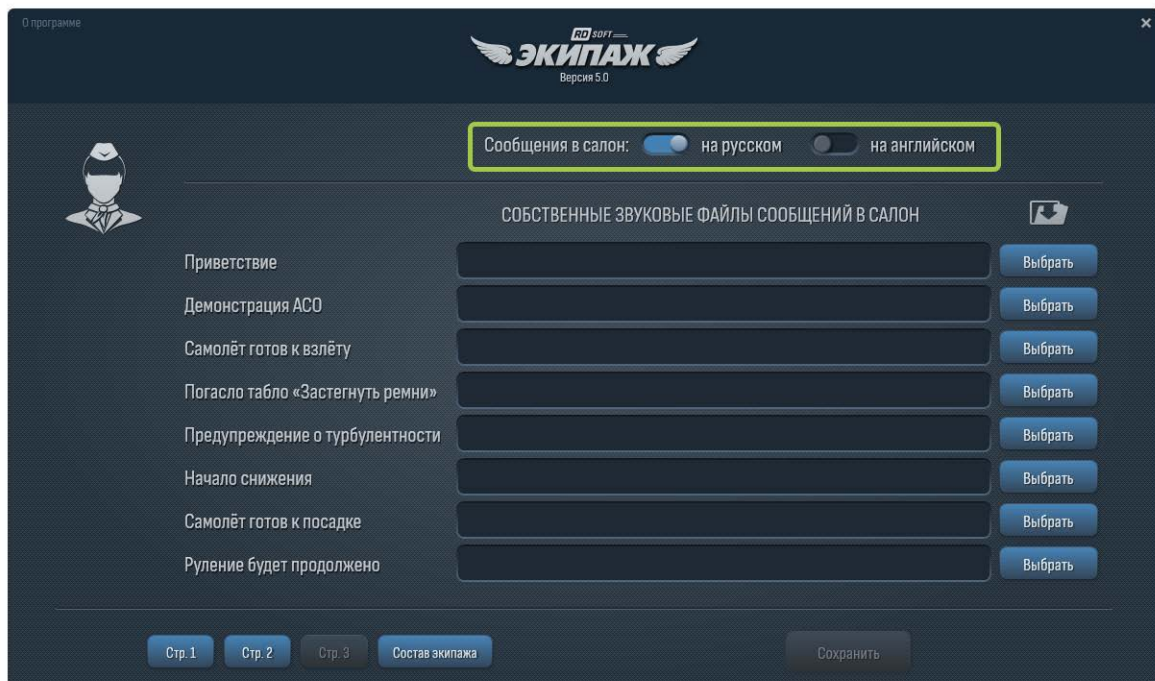 О программе
RD SOFT
ЭКИПАЖ
Версия 5.0
Сообщения в салон: на русском на английском
СОБСТВЕННЫЕ ЗВУКОВЫЕ ФАЙЛЫ СООБЩЕНИЙ В САЛОН
Приветствие Выбрать
Демонстрация АСО Выбрать
Самолёт готов к взлёту Выбрать
Погасло табло «Застегнуть ремни» Выбрать
Предупреждение о турбулентности Выбрать
Начало снижения Выбрать
Самолёт готов к посадке Выбрать
Руление будет продолжено Выбрать
Стр. 1 Стр. 2 Стр. 3 Состав экипажа Сохранить